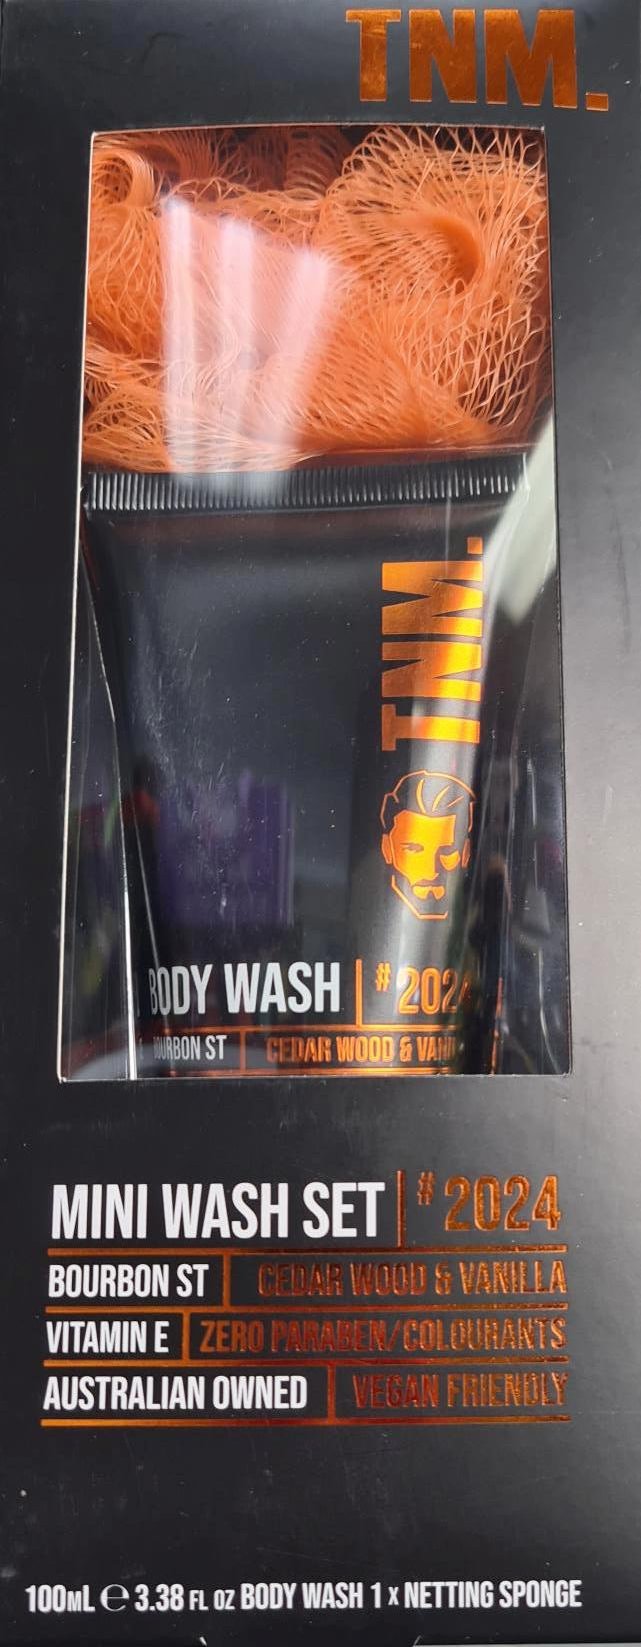 TNM.
TNM.
BODY WASH #202
BOURBON ST CEDAR WOOD & VANI
MINI WASH SET #2024
BOURBON ST CEDAR WOOD & VANILLA
VITAMIN E ZERO PARABEN/COLOURANTS
AUSTRALIAN OWNED VEGAN FRIENDLY
100mL ℮ 3.38 FL OZ BODY WASH 1 x NETTING SPONGE